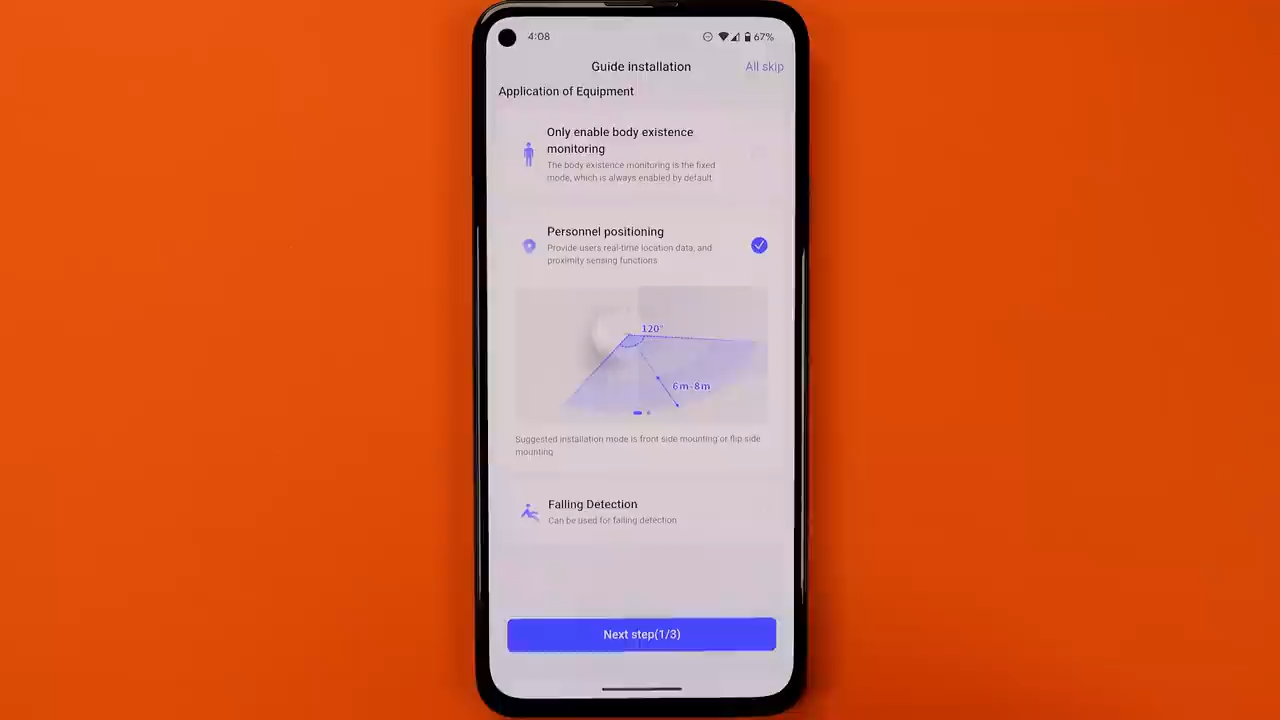 4:08
67%
Guide installation
All skip
Application of Equipment
Only enable body existence
monitoring
The body existence monitoring is the fixed
mode, which is always enabled by default
Personnel positioning
Provide users real-time location data, and
proximity sensing functions
120°
6m-8m
Suggested installation mode is front side mounting or flip side
mounting
Falling Detection
Can be used for falling detection
Next step(1/3)